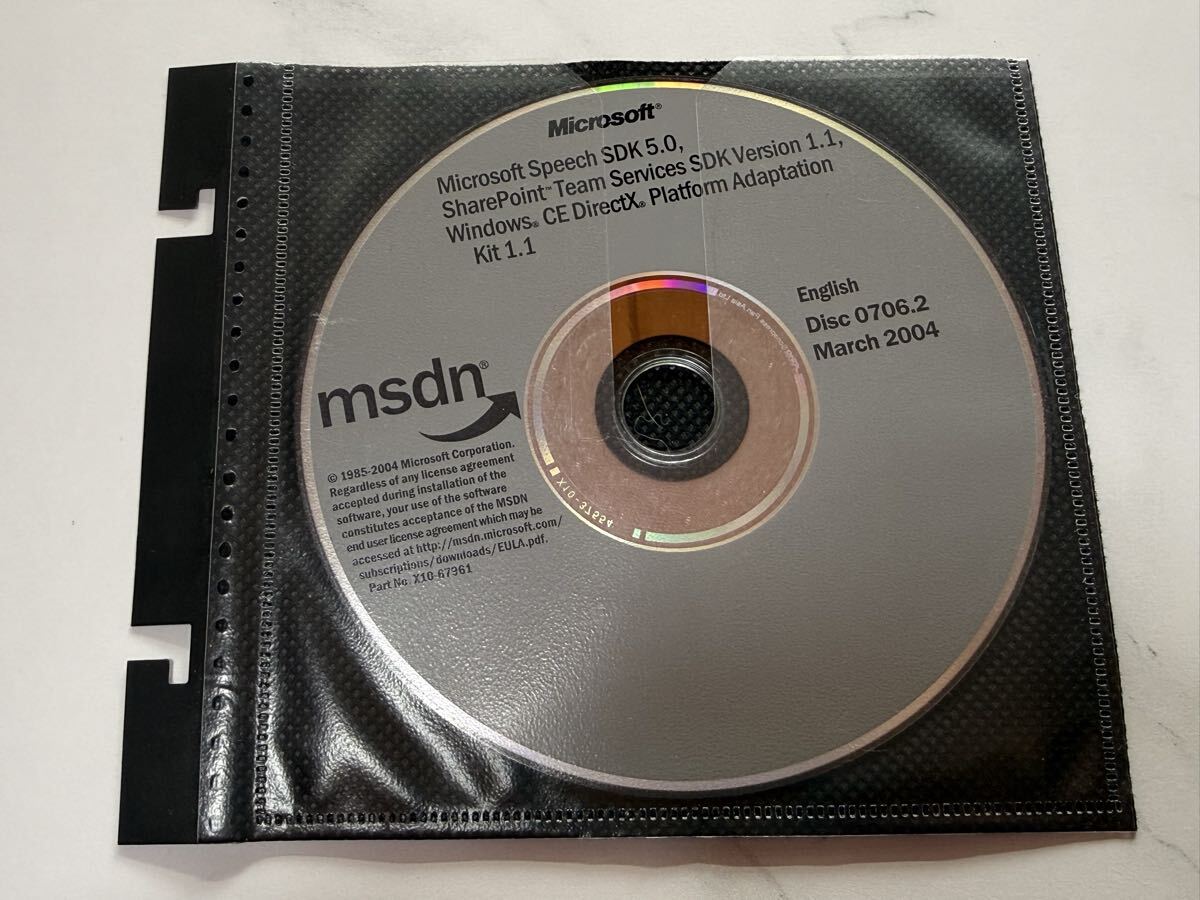 Microsoft®
Microsoft Speech SDK 5.0,
SharePoint™ Team Services SDK Version 1.1,
Windows® CE DirectX® Platform Adaptation
Kit 1.1
English
Disc 0706.2
March 2004
msdn®
© 1985-2004 Microsoft Corporation.
Regardless of any license agreement
accepted during installation of the
software, your use of the software
constitutes acceptance of the MSDN
end user license agreement which may be
accessed at http://msdn.microsoft.com/
subscriptions/downloads/EULA.pdf.
Part No. X10-67961
X10-37554